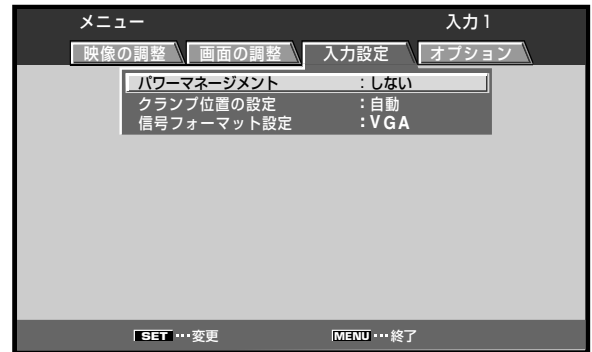 メニュー 入力1
映像の調整 画面の調整 入力設定 オプション
パワーマネージメント :しない
クランプ位置の設定 :自動
信号フォーマット設定 :VGA
SET…変更 MENU…終了